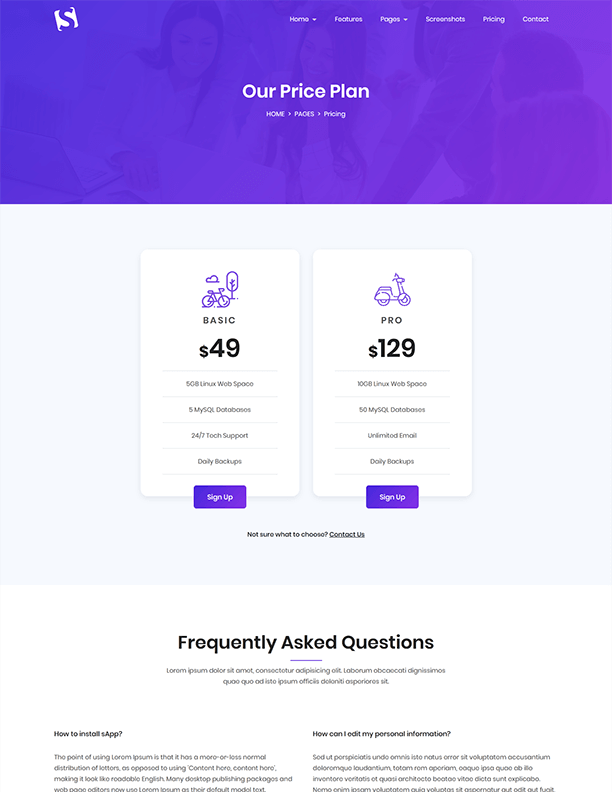 Home Features Pages Screenshots Pricing Contact
Our Price Plan
HOME > PAGES > Pricing
BASIC
$49
5GB Linux Web Space
5 MySQL Databases
24/7 Tech Support
Daily Backups
Sign Up
PRO
$129
10GB Linux Web Space
50 MySQL Databases
Unlimited Email
Daily Backups
Sign Up
Not sure what to choose? Contact Us
Frequently Asked Questions
Lorem ipsum dolor sit amet, consectetur adipisicing elit. Laborum obcaecati dignissimos
quae quo ad iste ipsum officiis deleniti asperiores sit.
How to install sApp?
The point of using Lorem Ipsum is that it has a more-or-less normal
distribution of letters, as opposed to using 'Content here, content here',
making it look like readable English. Many desktop publishing packages and
web page editors now use Lorem Ipsum as their default model text.
How can I edit my personal information?
Sed ut perspiciatis unde omnis iste natus error sit voluptatem accusantium
doloremque laudantium, totam rem aperiam, eaque ipsa quae ab illo
inventore veritatis et quasi architecto beatae vitae dicta sunt explicabo.
Nemo enim ipsam voluptatem quia voluptas sit aspernatur aut odit aut fugit,